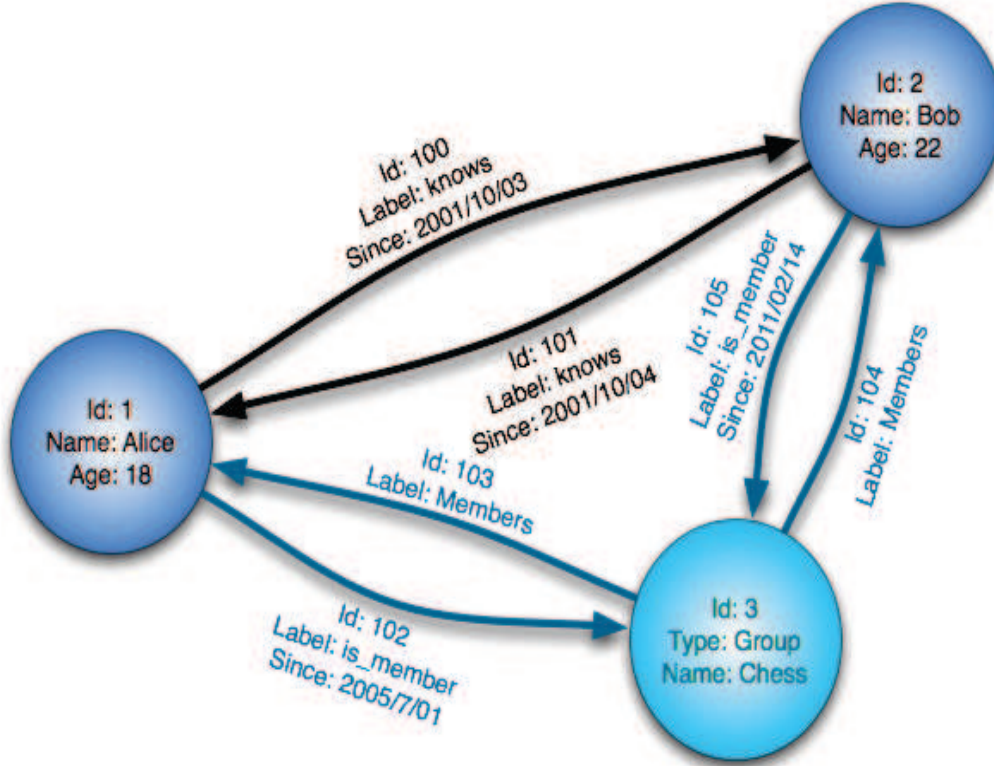 Id: 2
Name: Bob
Age: 22
Id: 100
Label: knows
Since: 2001/10/03
Id: 101
Label: knows
Since: 2001/10/04
Id: 105
Label: is_member
Since: 2011/02/14
Id: 104
Label: Members
Id: 1
Name: Alice
Age: 18
Id: 103
Label: Members
Id: 102
Label: is_member
Since: 2005/7/01
Id: 3
Type: Group
Name: Chess